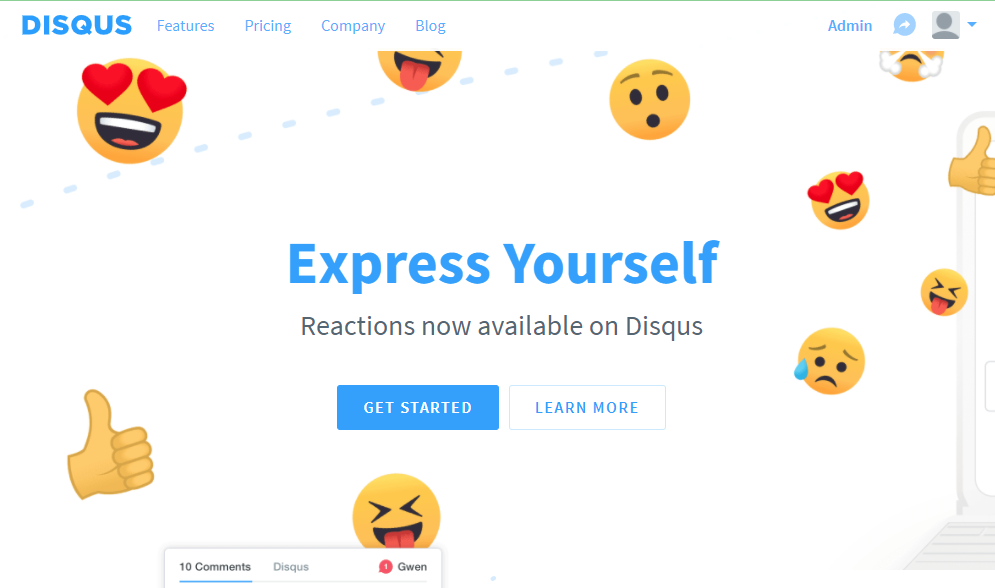 DISQUS Features Pricing Company Blog Admin
Express Yourself
Reactions now available on Disqus
GET STARTED LEARN MORE
10 Comments Disqus 1 Gwen